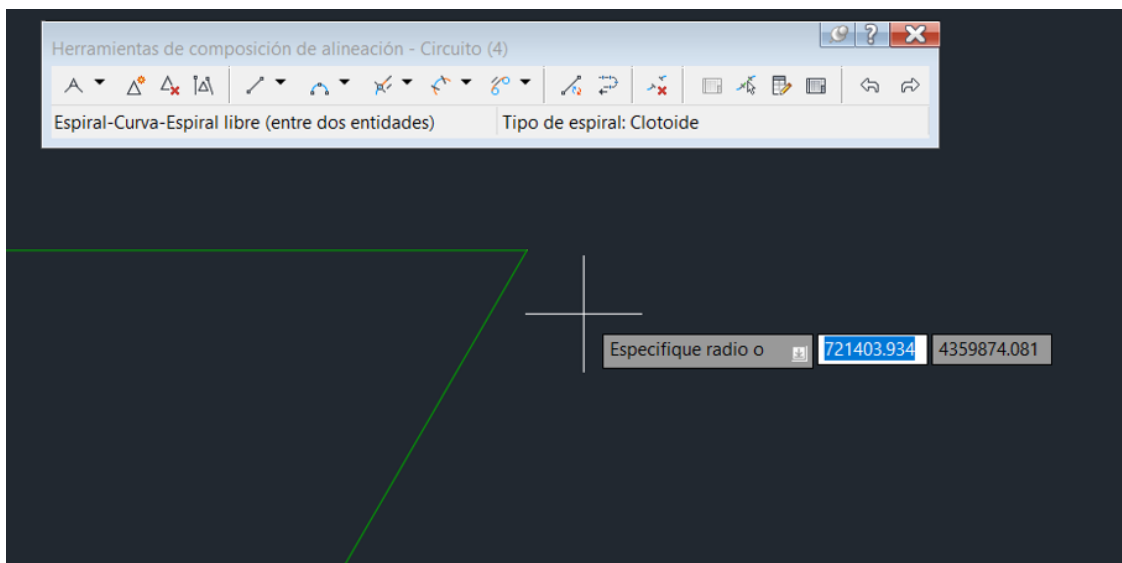 Herramientas de composición de alineación - Circuito (4)
Espiral-Curva-Espiral libre (entre dos entidades) Tipo de espiral: Clotoide
Especifique radio o 721403.934 4359874.081